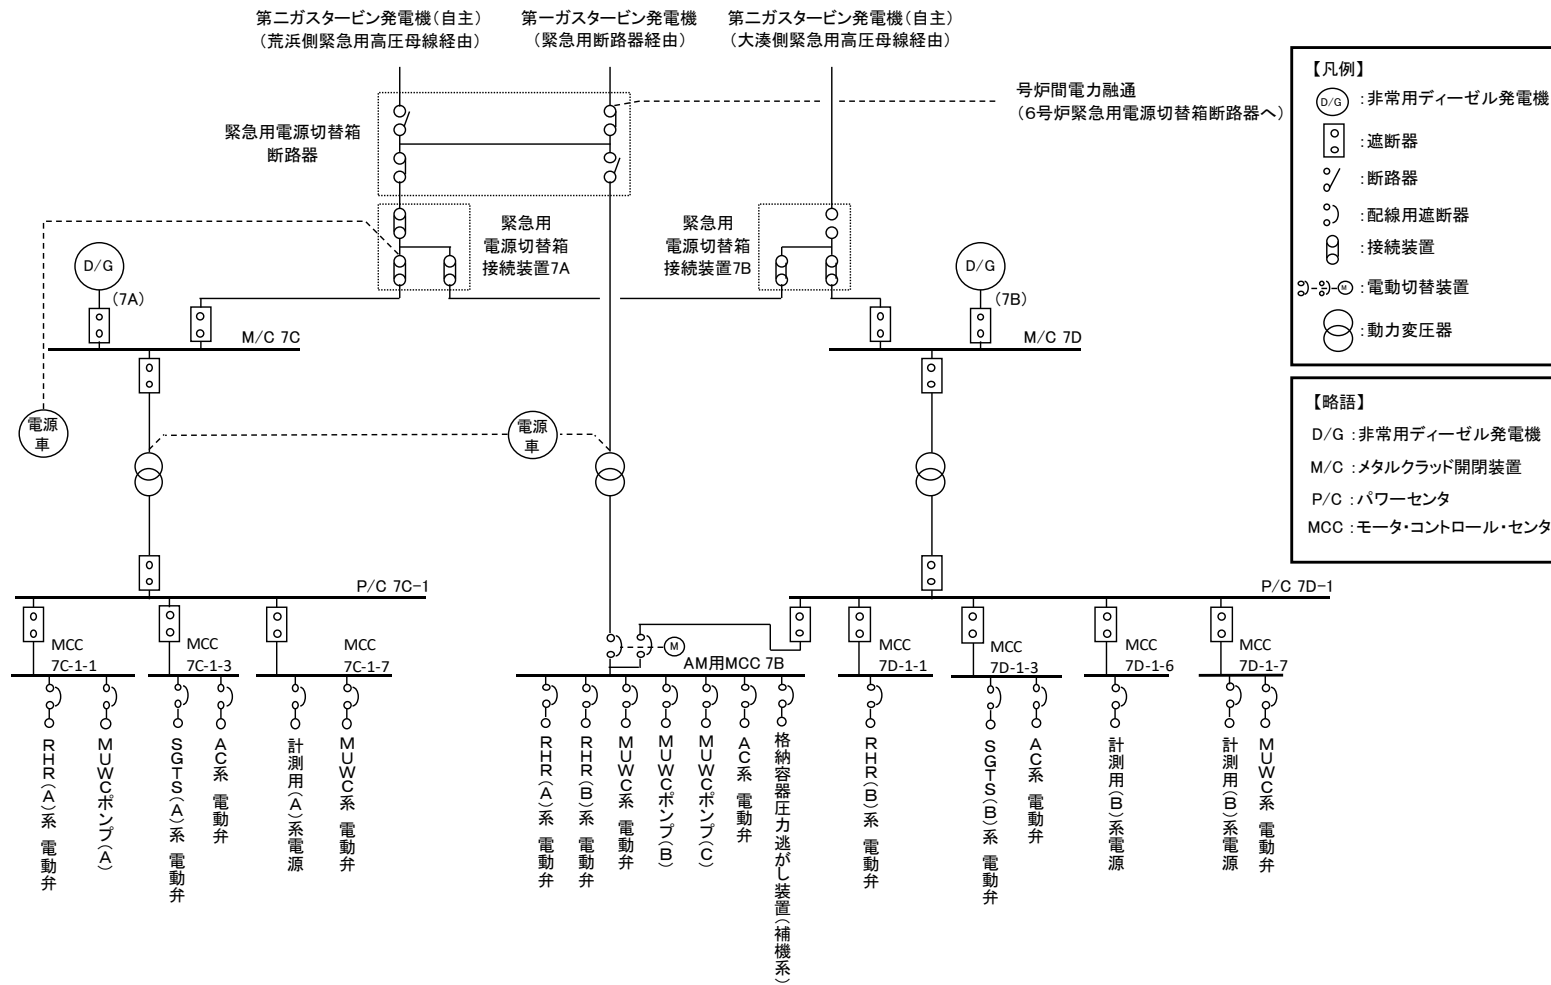 第二ガスタービン発電機(自主)
(荒浜側緊急用高圧母線経由)
第一ガスタービン発電機
(緊急用断路器経由)
第二ガスタービン発電機(自主)
(大湊側緊急用高圧母線経由)
号炉間電力融通
(6号炉緊急用電源切替箱断路器へ)
緊急用電源切替箱
断路器
緊急用
電源切替箱
接続装置7A
緊急用
電源切替箱
接続装置7B
D/G
(7A)
D/G
(7B)
M/C 7C
M/C 7D
電源
車
電源
車
P/C 7C-1
P/C 7D-1
MCC
7C-1-1
MCC
7C-1-3
MCC
7C-1-7
M
AM用MCC 7B
MCC
7D-1-1
MCC
7D-1-3
MCC
7D-1-6
MCC
7D-1-7
RHR(A)系 電動弁
MUWCポンプ(A)
SGTS(A)系 電動弁
AC系 電動弁
計測用(A)系電源
MUWC系 電動弁
RHR(A)系 電動弁
RHR(B)系 電動弁
MUWC系 電動弁
MUWCポンプ(B)
MUWCポンプ(C)
AC系 電動弁
格納容器圧力逃がし装置(補機系)
RHR(B)系 電動弁
SGTS(B)系 電動弁
AC系 電動弁
計測用(B)系電源
計測用(B)系電源
MUWC系 電動弁
【凡例】
D/G :非常用ディーゼル発電機
:遮断器
:断路器
:配線用遮断器
:接続装置
M :電動切替装置
:動力変圧器
【略語】
D/G :非常用ディーゼル発電機
M/C :メタルクラッド開閉装置
P/C :パワーセンタ
MCC :モータ・コントロール・センタ